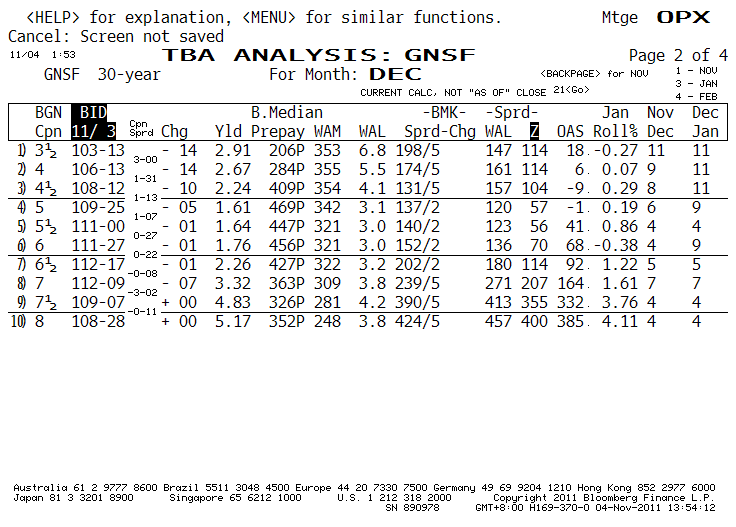 <HELP> for explanation, <MENU> for similar functions. Mtge OPX
Cancel: Screen not saved
11/04 1:53 TBA ANALYSIS: GNSF Page 2 of 4
GNSF 30-year For Month: DEC <BACKPAGE> for NOV 1 - NOV
3 - JAN
CURRENT CALC, NOT "AS OF" CLOSE 21<Go> 4 - FEB
BGN BID Cpn B.Median -BMK- -Sprd- Jan Nov Dec
Cpn 11/ 3 Sprd Chg Yld Prepay WAM WAL Sprd-Chg WAL Z OAS Roll% Dec Jan
1) 3½ 103-13 - 14 2.91 206P 353 6.8 198/5 147 114 18. -0.27 11 11
3-00
2) 4 106-13 - 14 2.67 284P 355 5.5 174/5 161 114 6. 0.07 9 11
1-31
3) 4½ 108-12 - 10 2.24 409P 354 4.1 131/5 157 104 -9. 0.29 8 11
1-13
4) 5 109-25 - 05 1.61 469P 342 3.1 137/2 120 57 -1. 0.19 6 9
1-07
5) 5½ 111-00 - 01 1.64 447P 321 3.0 140/2 123 56 41. 0.86 4 4
0-27
6) 6 111-27 - 01 1.76 456P 321 3.0 152/2 136 70 68. -0.38 4 9
0-22
7) 6½ 112-17 - 01 2.26 427P 322 3.2 202/2 180 114 92. 1.22 5 5
-0-08
8) 7 112-09 - 07 3.32 363P 309 3.8 239/5 271 207 164. 1.61 7 7
-3-02
9) 7½ 109-07 + 00 4.83 326P 281 4.2 390/5 413 355 332. 3.76 4 4
-0-11
10) 8 108-28 + 00 5.17 352P 248 3.8 424/5 457 400 385. 4.11 4 4
Australia 61 2 9777 8600 Brazil 5511 3048 4500 Europe 44 20 7330 7500 Germany 49 69 9204 1210 Hong Kong 852 2977 6000
Japan 81 3 3201 8900 Singapore 65 6212 1000 U.S. 1 212 318 2000 Copyright 2011 Bloomberg Finance L.P.
SN 890978 GMT+8:00 H169-370-0 04-Nov-2011 13:54:12